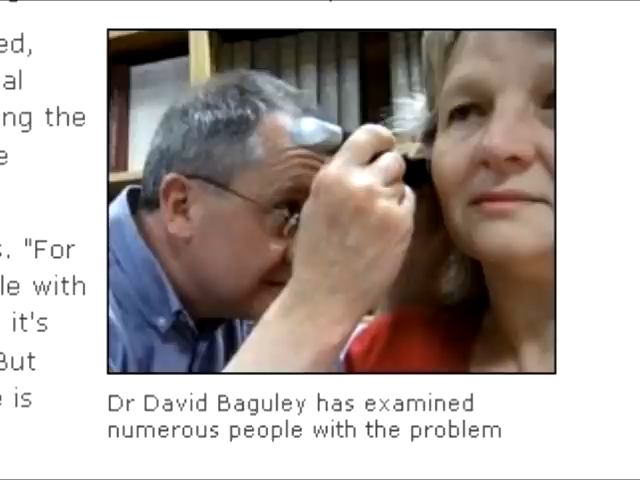 ed,
al
ng the
e
s. "For
le with
it's
But
e is
Dr David Baguley has examined
numerous people with the problem